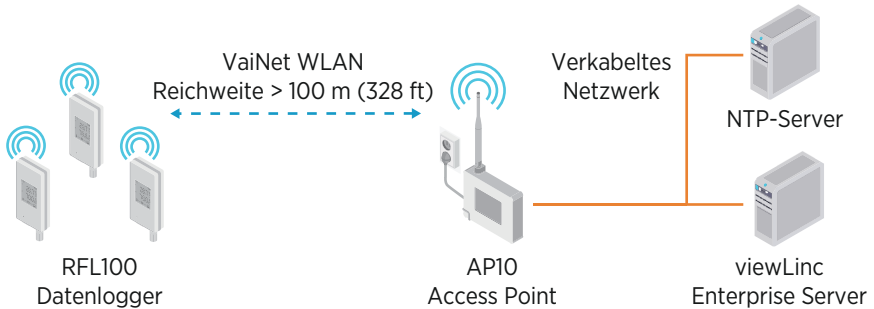 VaiNet WLAN
Reichweite > 100 m (328 ft)
Verkabeltes
Netzwerk
NTP-Server
RFL100
Datenlogger
AP10
Access Point
viewLinc
Enterprise Server